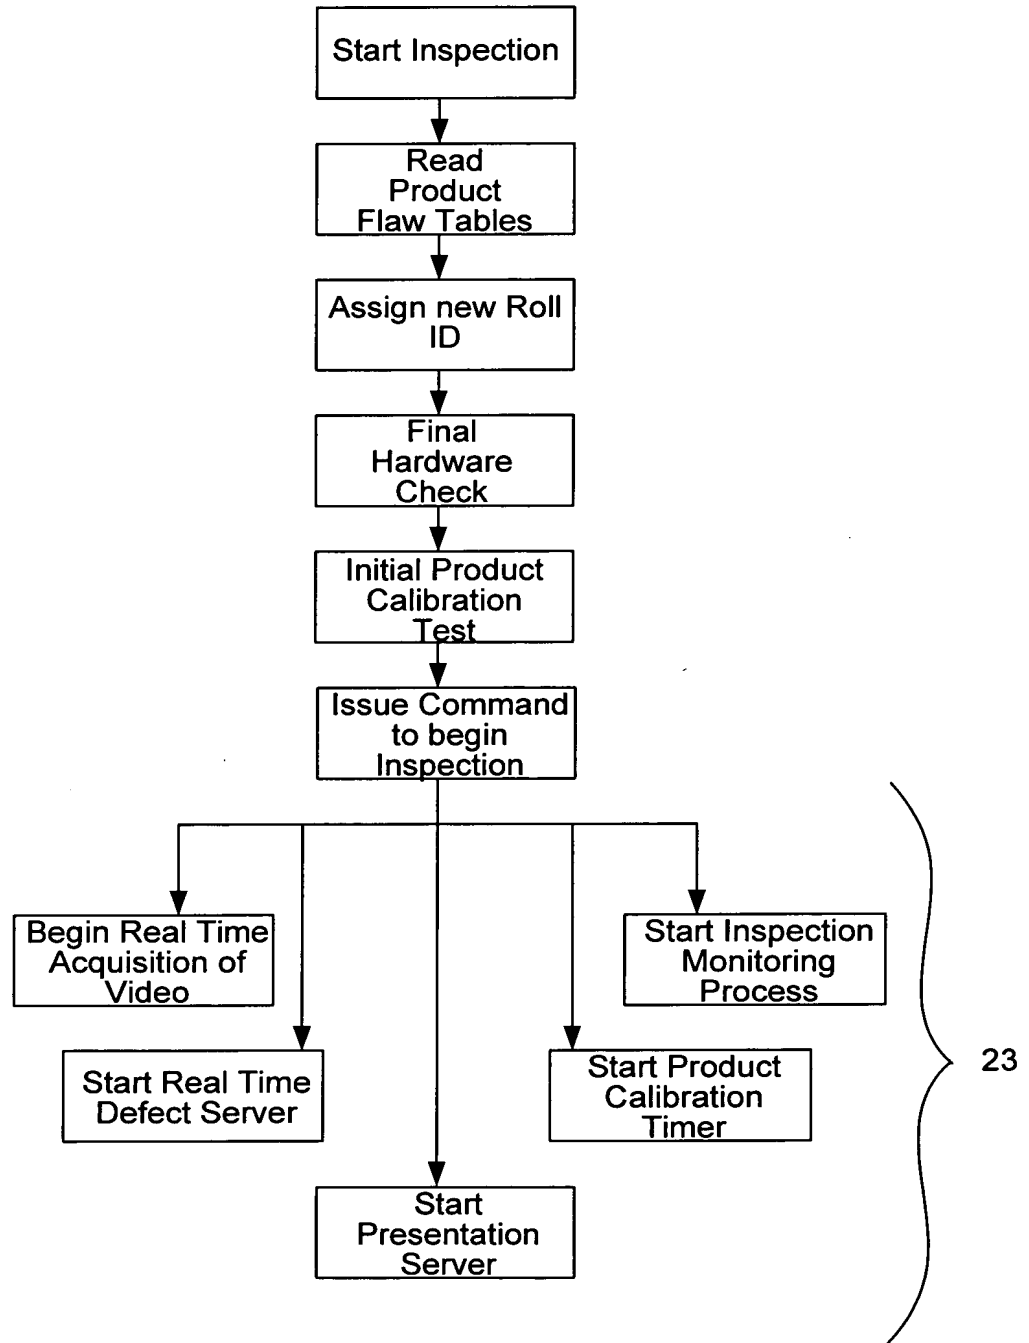 Start Inspection
Read
Product
Flaw Tables
Assign new Roll
ID
Final
Hardware
Check
Initial Product
Calibration
Test
Issue Command
to begin
Inspection
Begin Real Time
Acquisition of
Video
Start Inspection
Monitoring
Process
Start Real Time
Defect Server
Start Product
Calibration
Timer
23
Start
Presentation
Server